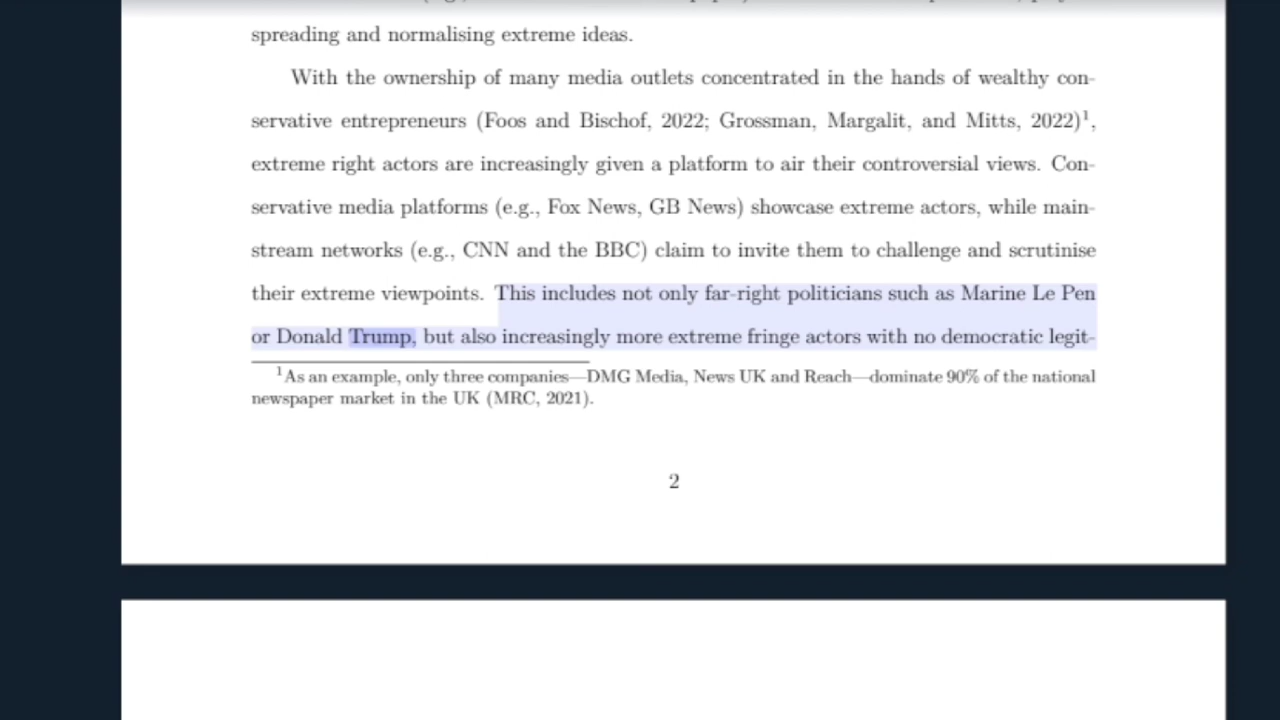 spreading and normalising extreme ideas.
With the ownership of many media outlets concentrated in the hands of wealthy con-
servative entrepreneurs (Foos and Bischof, 2022; Grossman, Margalit, and Mitts, 2022)¹,
extreme right actors are increasingly given a platform to air their controversial views. Con-
servative media platforms (e.g., Fox News, GB News) showcase extreme actors, while main-
stream networks (e.g., CNN and the BBC) claim to invite them to challenge and scrutinise
their extreme viewpoints. This includes not only far-right politicians such as Marine Le Pen
or Donald Trump, but also increasingly more extreme fringe actors with no democratic legit-
¹As an example, only three companies—DMG Media, News UK and Reach—dominate 90% of the national
newspaper market in the UK (MRC, 2021).
2